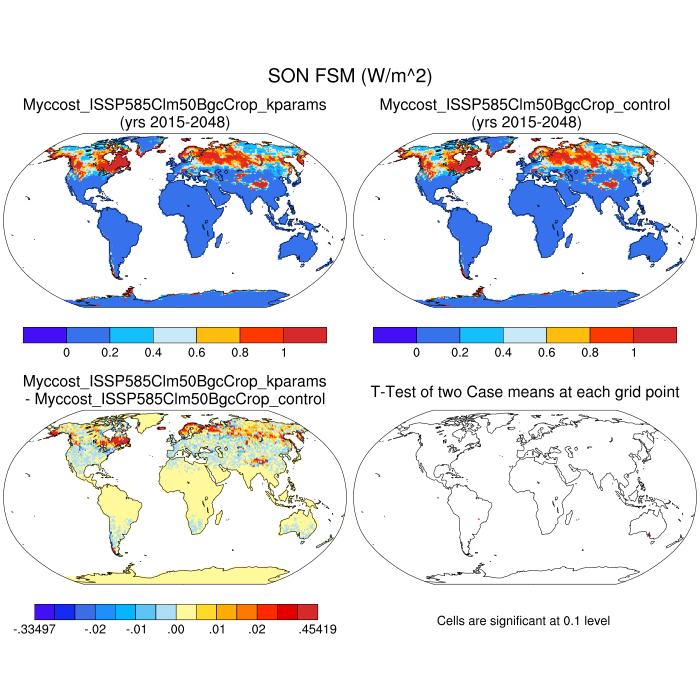 SON FSM (W/m^2)
Myccost_ISSP585Clm50BgcCrop_kparams
(yrs 2015-2048)
Myccost_ISSP585Clm50BgcCrop_control
(yrs 2015-2048)
0 0.2 0.4 0.6 0.8 1
0 0.2 0.4 0.6 0.8 1
Myccost_ISSP585Clm50BgcCrop_kparams
- Myccost_ISSP585Clm50BgcCrop_control
T-Test of two Case means at each grid point
-.33497 -.02 -.01 .00 .01 .02 .45419
Cells are significant at 0.1 level